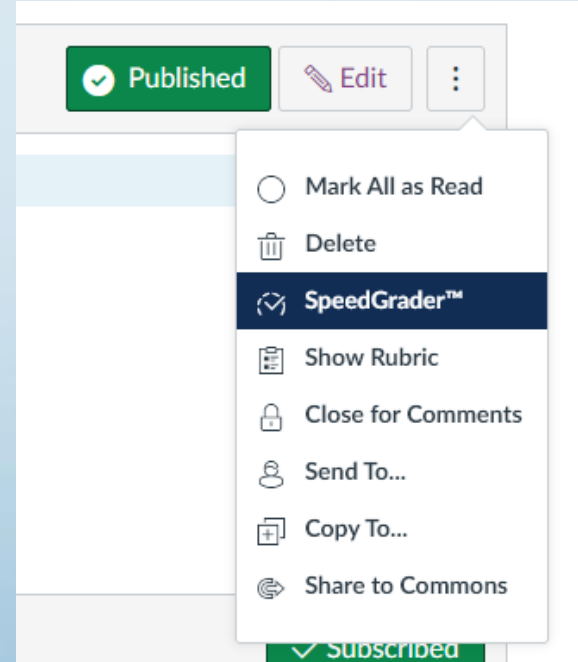 Published Edit
Mark All as Read
Delete
SpeedGrader™
Show Rubric
Close for Comments
Send To...
Copy To...
Share to Commons
Subscribed